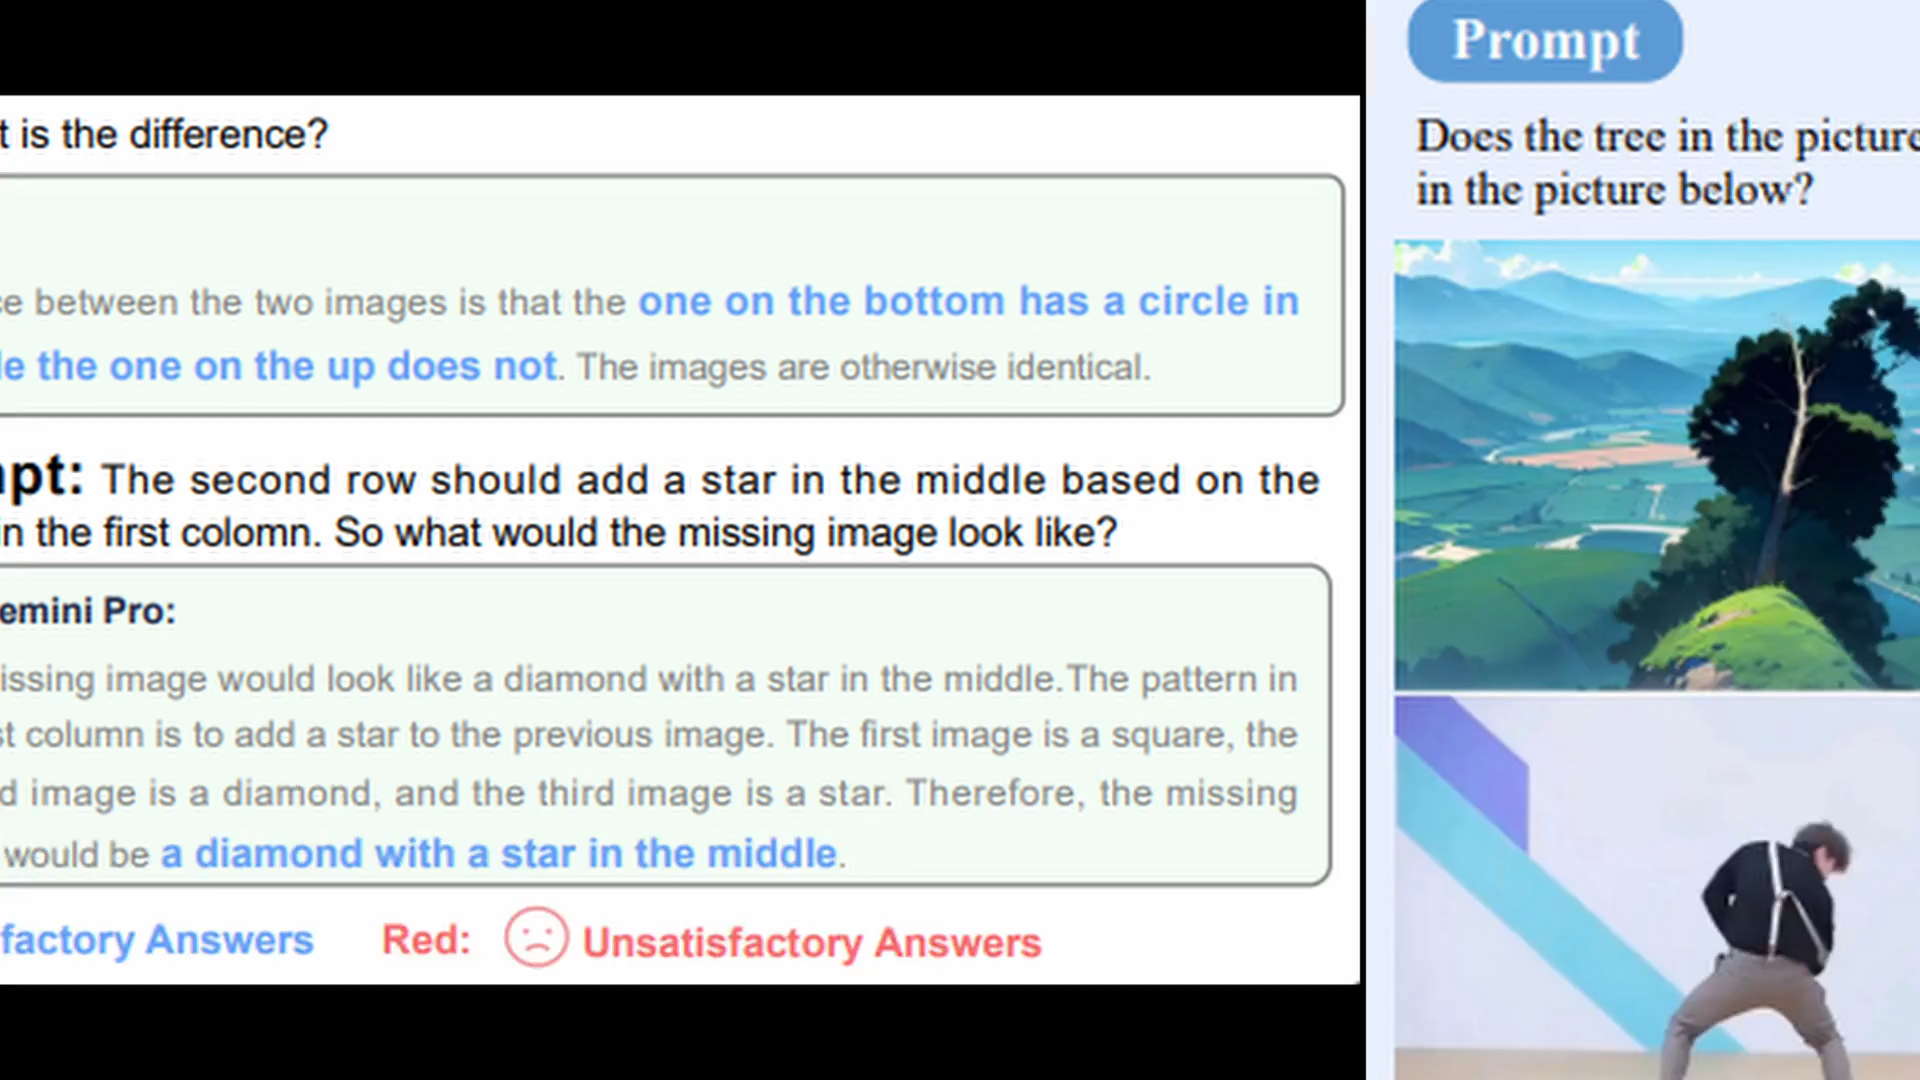 t is the difference?
ce between the two images is that the one on the bottom has a circle in
le the one on the up does not. The images are otherwise identical.
pt: The second row should add a star in the middle based on the
in the first colomn. So what would the missing image look like?
emini Pro:
issing image would look like a diamond with a star in the middle.The pattern in
st column is to add a star to the previous image. The first image is a square, the
d image is a diamond, and the third image is a star. Therefore, the missing
would be a diamond with a star in the middle.
factory Answers Red: Unsatisfactory Answers
Prompt
Does the tree in the picture
in the picture below?